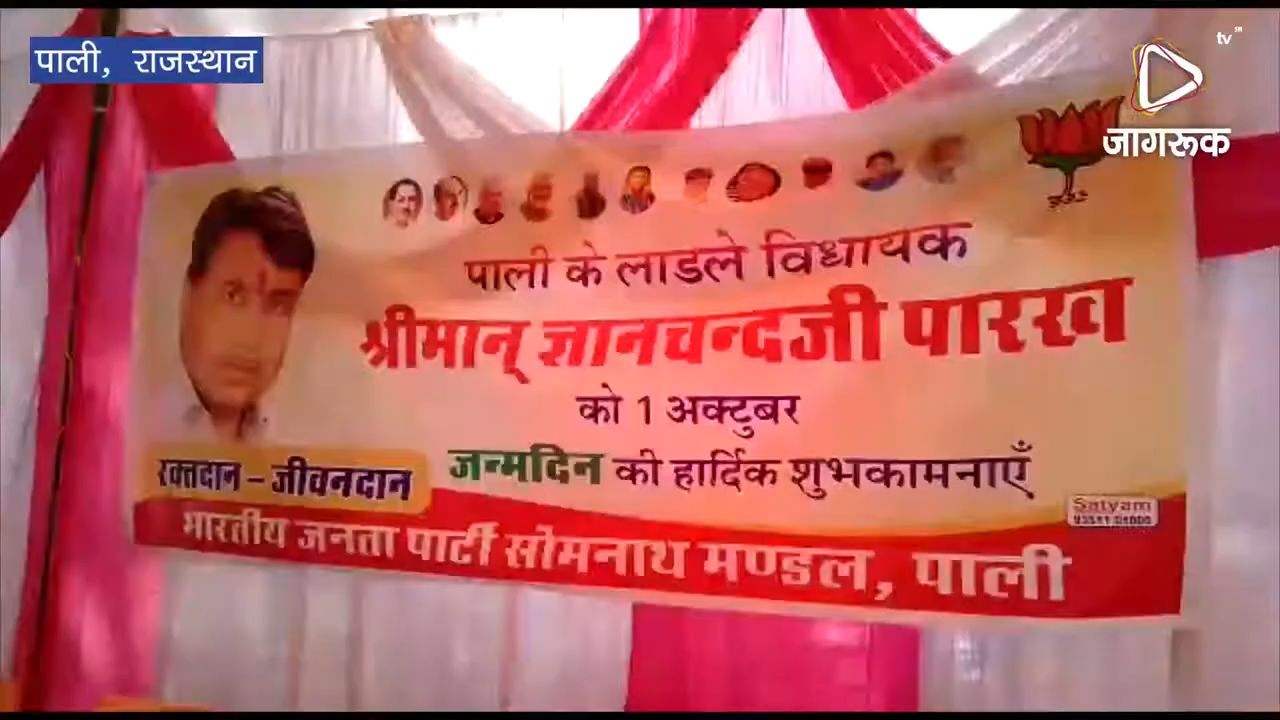 पाली, राजस्थान
tv
जागरूक
पाली के लाडले विधायक
श्रीमान् ज्ञानचन्दजी पारख
को 1 अक्टुबर
जन्मदिन की हार्दिक शुभकामनाएँ
रक्तदान – जीवनदान
Satyam
भारतीय जनता पार्टी सोमनाथ मण्डल, पाली